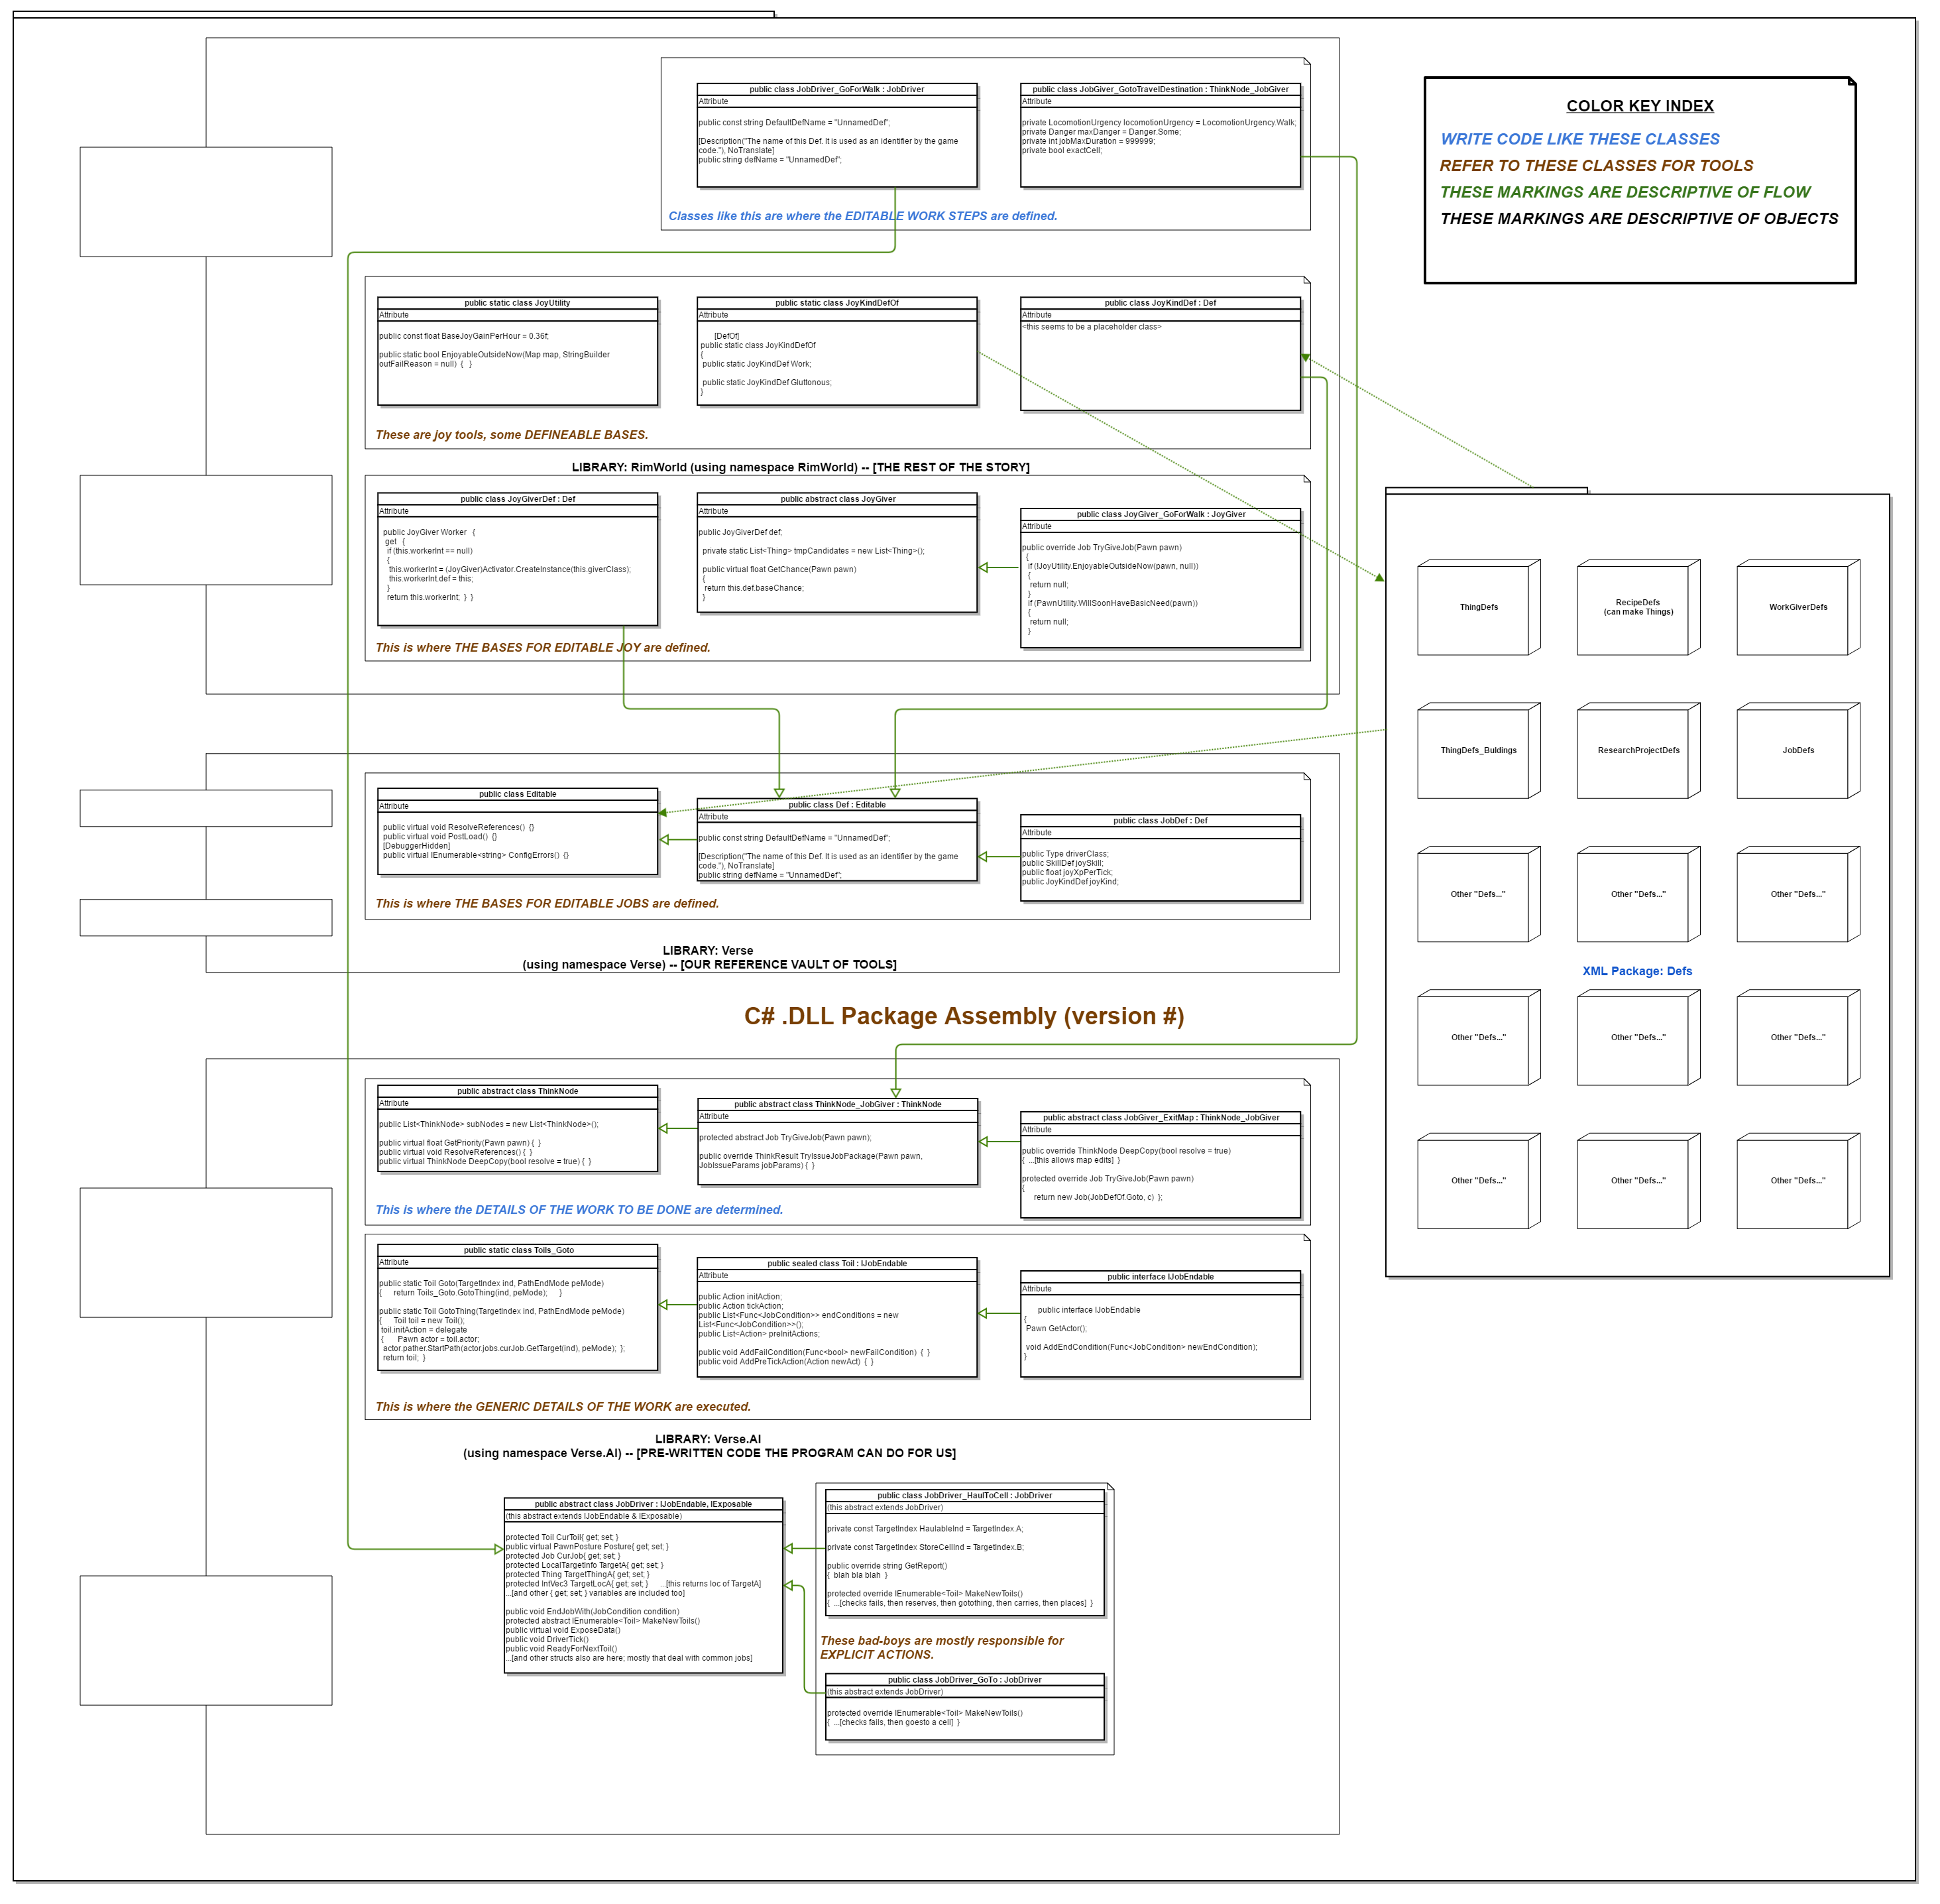 public class JobDriver_GoForWalk : JobDriver
Attribute
public const string DefaultDefName = "UnnamedDef";
[Description("The name of this Def. It is used as an identifier by the game
code."), NoTranslate]
public string defName = "UnnamedDef";
public class JobGiver_GotoTravelDestination : ThinkNode_JobGiver
Attribute
private LocomotionUrgency locomotionUrgency = LocomotionUrgency.Walk;
private Danger maxDanger = Danger.Some;
private int jobMaxDuration = 999999;
private bool exactCell;
Classes like this are where the EDITABLE WORK STEPS are defined.
COLOR KEY INDEX
WRITE CODE LIKE THESE CLASSES
REFER TO THESE CLASSES FOR TOOLS
THESE MARKINGS ARE DESCRIPTIVE OF FLOW
THESE MARKINGS ARE DESCRIPTIVE OF OBJECTS
public static class JoyUtility
Attribute
public const float BaseJoyGainPerHour = 0.36f;
public static bool EnjoyableOutsideNow(Map map, StringBuilder
outFailReason = null) { }
public static class JoyKindDefOf
Attribute
[DefOf]
public static class JoyKindDefOf
{
public static JoyKindDef Work;
public static JoyKindDef Gluttonous;
}
public class JoyKindDef : Def
Attribute
<this seems to be a placeholder class>
These are joy tools, some DEFINEABLE BASES.
LIBRARY: RimWorld (using namespace RimWorld) -- [THE REST OF THE STORY]
public class JoyGiverDef : Def
Attribute
public JoyGiver Worker {
get {
if (this.workerInt == null)
{
this.workerInt = (JoyGiver)Activator.CreateInstance(this.giverClass);
this.workerInt.def = this;
}
return this.workerInt; } }
public abstract class JoyGiver
Attribute
public JoyGiverDef def;
private static List<Thing> tmpCandidates = new List<Thing>();
public virtual float GetChance(Pawn pawn)
{
return this.def.baseChance;
}
public class JoyGiver_GoForWalk : JoyGiver
Attribute
public override Job TryGiveJob(Pawn pawn)
{
if (!JoyUtility.EnjoyableOutsideNow(pawn, null))
{
return null;
}
if (PawnUtility.WillSoonHaveBasicNeed(pawn))
{
return null;
}
This is where THE BASES FOR EDITABLE JOY are defined.
ThingDefs
RecipeDefs
(can make Things)
WorkGiverDefs
ThingDefs_Buldings
ResearchProjectDefs
JobDefs
Other "Defs..."
Other "Defs..."
Other "Defs..."
XML Package: Defs
Other "Defs..."
Other "Defs..."
Other "Defs..."
Other "Defs..."
Other "Defs..."
Other "Defs..."
public class Editable
Attribute
public virtual void ResolveReferences() {}
public virtual void PostLoad() {}
[DebuggerHidden]
public virtual IEnumerable<string> ConfigErrors() {}
public class Def : Editable
Attribute
public const string DefaultDefName = "UnnamedDef";
[Description("The name of this Def. It is used as an identifier by the game
code."), NoTranslate]
public string defName = "UnnamedDef";
public class JobDef : Def
Attribute
public Type driverClass;
public SkillDef joySkill;
public float joyXpPerTick;
public JoyKindDef joyKind;
This is where THE BASES FOR EDITABLE JOBS are defined.
LIBRARY: Verse
(using namespace Verse) -- [OUR REFERENCE VAULT OF TOOLS]
C# .DLL Package Assembly (version #)
public abstract class ThinkNode
Attribute
public List<ThinkNode> subNodes = new List<ThinkNode>();
public virtual float GetPriority(Pawn pawn) { }
public virtual void ResolveReferences() { }
public virtual ThinkNode DeepCopy(bool resolve = true) { }
public abstract class ThinkNode_JobGiver : ThinkNode
Attribute
protected abstract Job TryGiveJob(Pawn pawn);
public override ThinkResult TryIssueJobPackage(Pawn pawn,
JobIssueParams jobParams) { }
public abstract class JobGiver_ExitMap : ThinkNode_JobGiver
Attribute
public override ThinkNode DeepCopy(bool resolve = true)
{ ...[this allows map edits] }
protected override Job TryGiveJob(Pawn pawn)
{
return new Job(JobDefOf.Goto, c) };
This is where the DETAILS OF THE WORK TO BE DONE are determined.
public static class Toils_Goto
Attribute
public static Toil Goto(TargetIndex ind, PathEndMode peMode)
{ return Toils_Goto.GotoThing(ind, peMode); }
public static Toil GotoThing(TargetIndex ind, PathEndMode peMode)
{ Toil toil = new Toil();
toil.initAction = delegate
{ Pawn actor = toil.actor;
actor.pather.StartPath(actor.jobs.curJob.GetTarget(ind), peMode); };
return toil; }
public sealed class Toil : IJobEndable
Attribute
public Action initAction;
public Action tickAction;
public List<Func<JobCondition>> endConditions = new
List<Func<JobCondition>>();
public List<Action> preInitActions;
public void AddFailCondition(Func<bool> newFailCondition) { }
public void AddPreTickAction(Action newAct) { }
public interface IJobEndable
Attribute
public interface IJobEndable
{
Pawn GetActor();
void AddEndCondition(Func<JobCondition> newEndCondition);
}
This is where the GENERIC DETAILS OF THE WORK are executed.
LIBRARY: Verse.AI
(using namespace Verse.AI) -- [PRE-WRITTEN CODE THE PROGRAM CAN DO FOR US]
public abstract class JobDriver : IJobEndable, IExposable
(this abstract extends IJobEndable & IExposable)
protected Toil CurToil{ get; set; }
public virtual PawnPosture Posture{ get; set; }
protected Job CurJob{ get; set; }
protected LocalTargetInfo TargetA{ get; set; }
protected Thing TargetThingA{ get; set; }
protected IntVec3 TargetLocA{ get; set; } ...[this returns loc of TargetA]
...[and other { get; set; } variables are included too]
public void EndJobWith(JobCondition condition)
protected abstract IEnumerable<Toil> MakeNewToils()
public virtual void ExposeData()
public void DriverTick()
public void ReadyForNextToil()
...[and other structs also are here; mostly that deal with common jobs]
public class JobDriver_HaulToCell : JobDriver
(this abstract extends JobDriver)
private const TargetIndex HaulableInd = TargetIndex.A;
private const TargetIndex StoreCellInd = TargetIndex.B;
public override string GetReport()
{ blah bla blah }
protected override IEnumerable<Toil> MakeNewToils()
{ ...[checks fails, then reserves, then gotothing, then carries, then places] }
These bad-boys are mostly responsible for
EXPLICIT ACTIONS.
public class JobDriver_GoTo : JobDriver
(this abstract extends JobDriver)
protected override IEnumerable<Toil> MakeNewToils()
{ ...[checks fails, then goesto a cell] }